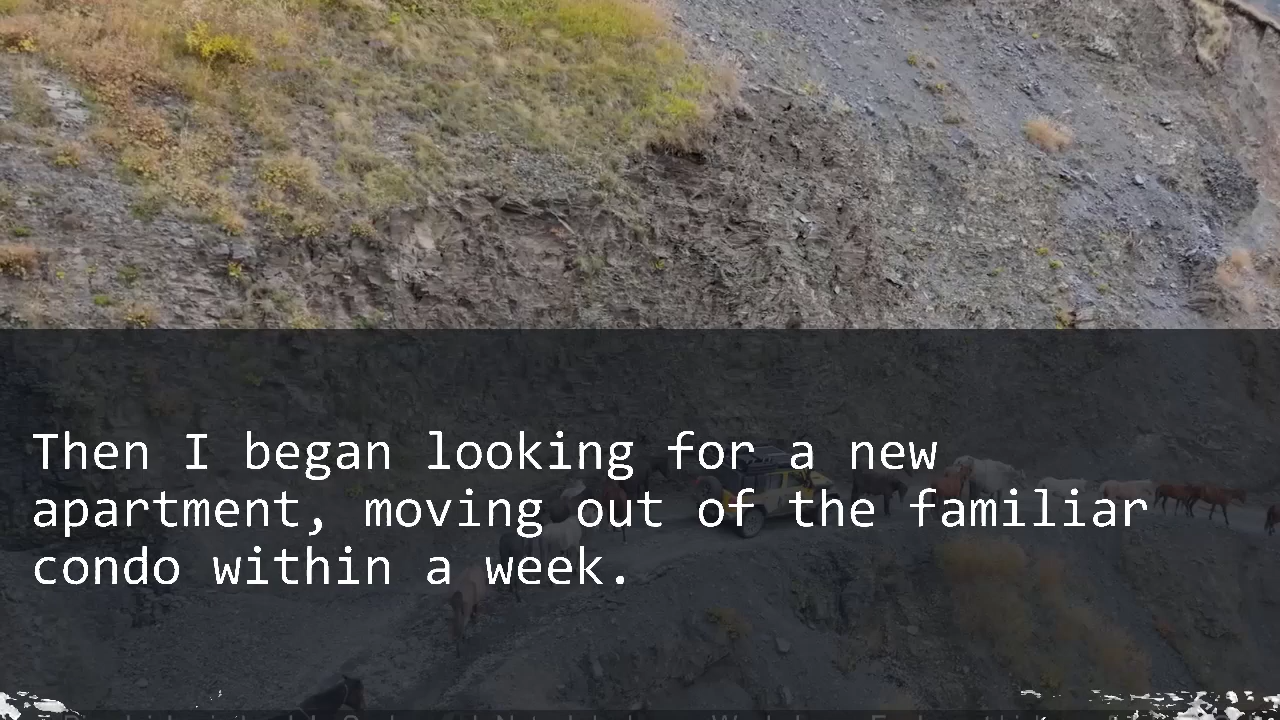 Then I began looking for a new
apartment, moving out of the familiar
condo within a week.